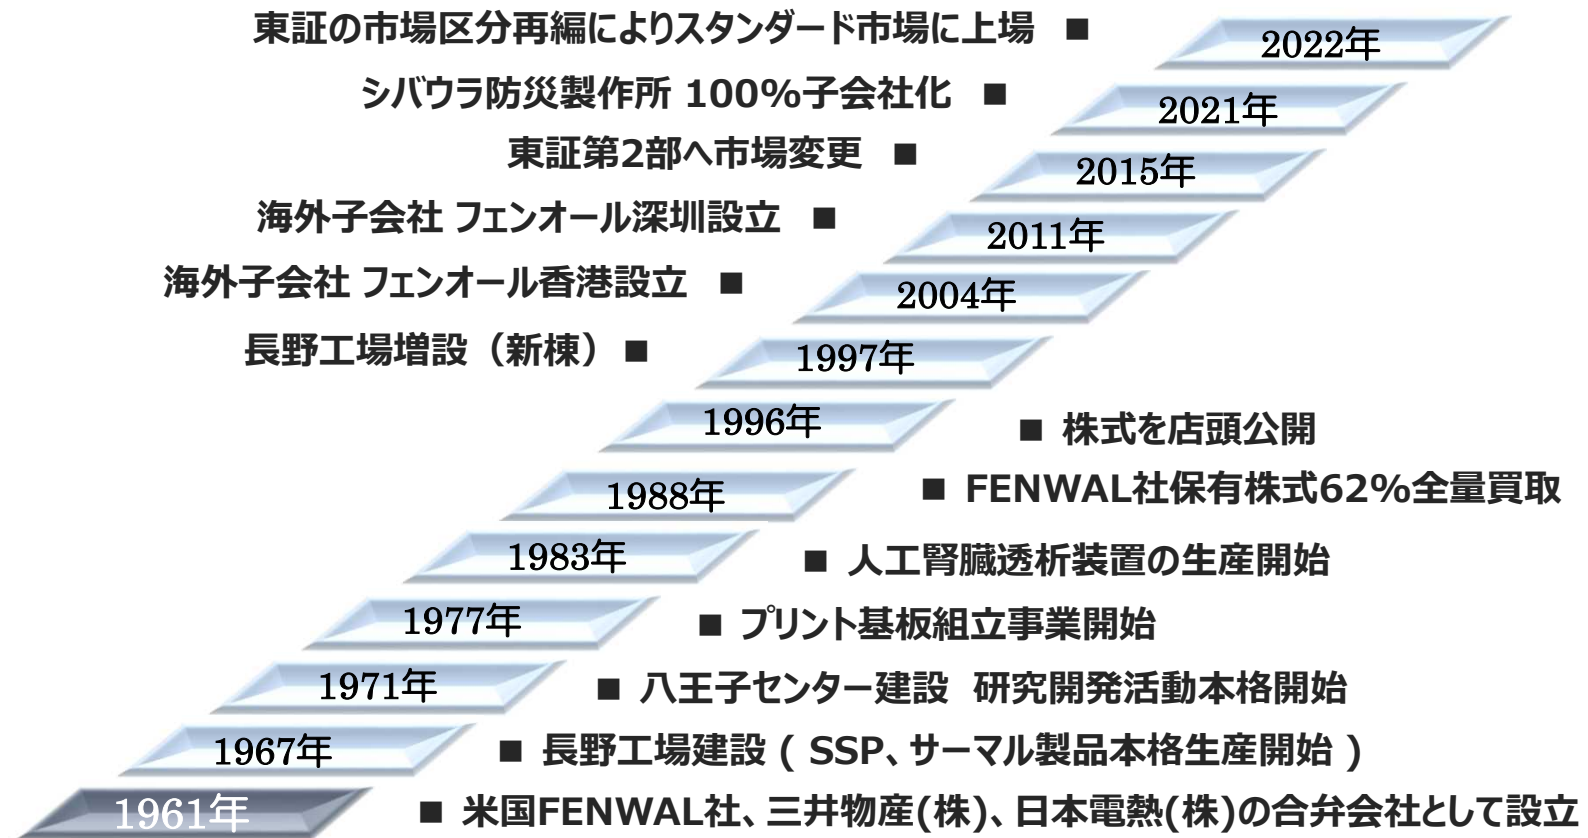 東証の市場区分再編によりスタンダード市場に上場 ■ 2022年
シバウラ防災製作所 100%子会社化 ■ 2021年
東証第2部へ市場変更 ■ 2015年
海外子会社 フェンオール深圳設立 ■ 2011年
海外子会社 フェンオール香港設立 ■ 2004年
長野工場増設（新棟）■ 1997年
1996年 ■ 株式を店頭公開
1988年 ■ FENWAL社保有株式62%全量買取
1983年 ■ 人工腎臓透析装置の生産開始
1977年 ■ プリント基板組立事業開始
1971年 ■ 八王子センター建設 研究開発活動本格開始
1967年 ■ 長野工場建設 ( SSP、サーマル製品本格生産開始 )
1961年 ■ 米国FENWAL社、三井物産(株)、日本電熱(株)の合弁会社として設立